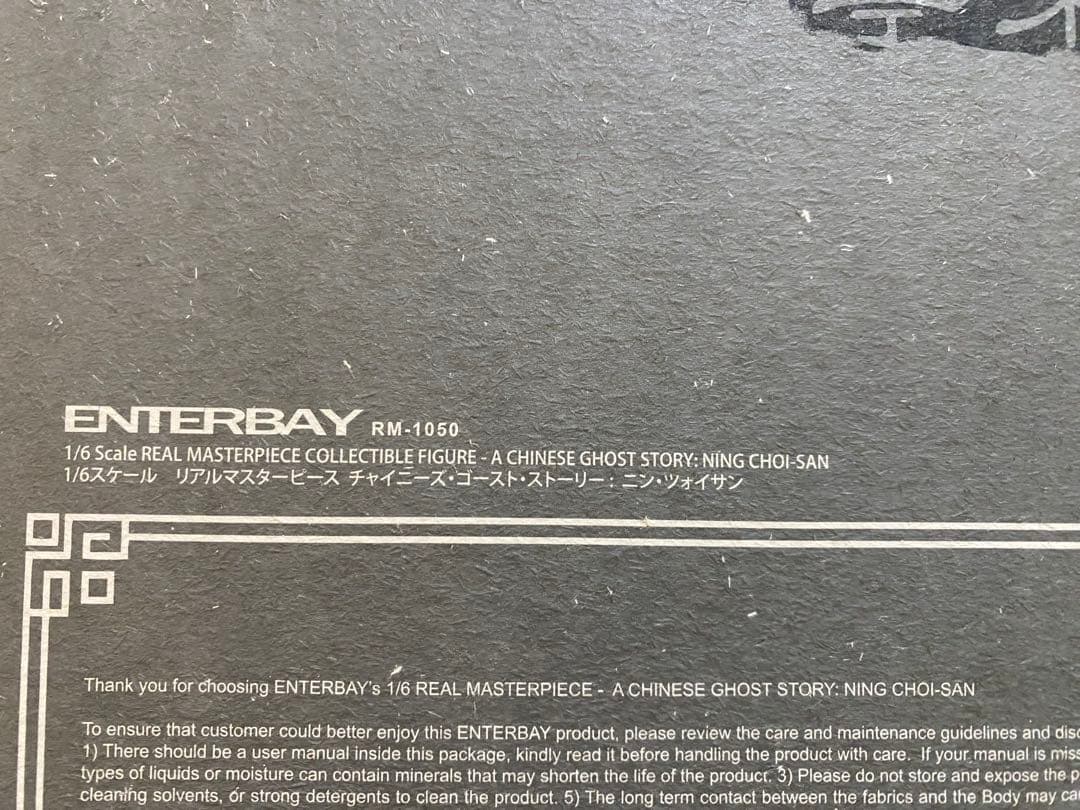 ENTERBAY RM-1050
1/6 Scale REAL MASTERPIECE COLLECTIBLE FIGURE - A CHINESE GHOST STORY: NING CHOI-SAN
1/6スケール リアルマスターピース チャイニーズ・ゴースト・ストーリー : ニン・ツォイサン
Thank you for choosing ENTERBAY's 1/6 REAL MASTERPIECE - A CHINESE GHOST STORY: NING CHOI-SAN
To ensure that customer could better enjoy this ENTERBAY product, please review the care and maintenance guidelines and
1) There should be a user manual inside this package, kindly read it before handling the product with care. If your manual is
types of liquids or moisture can contain minerals that may shorten the life of the product. 3) Please do not store and expose the
cleaning solvents, or strong detergents to clean the product. 5) The long term contact between the fabrics and the Body may